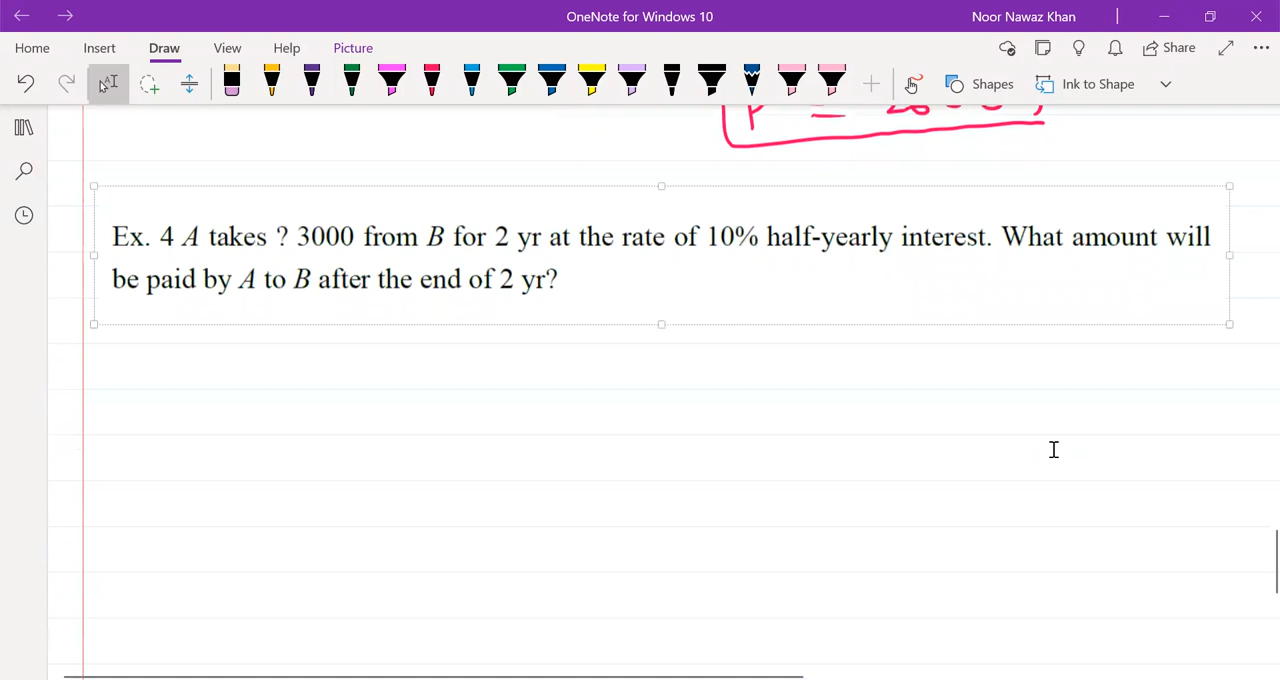 OneNote for Windows 10
Noor Nawaz Khan
Home Insert Draw View Help Picture
Share
Shapes
Ink to Shape
Ex. 4 A takes ? 3000 from B for 2 yr at the rate of 10% half-yearly interest. What amount will
be paid by A to B after the end of 2 yr?